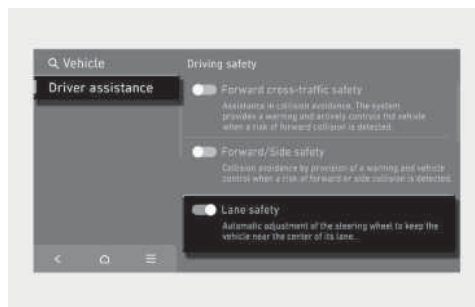 Vehicle
Driver assistance
Driving safety
Forward cross-traffic safety
Assistance in collision avoidance. The system
provides a warning and actively controls the vehicle
when a risk of forward collision is detected.
Forward/Side safety
Collision avoidance by provision of a warning and vehicle
control when a risk of forward or side collision is detected.
Lane safety
Automatic adjustment of the steering wheel to keep the
vehicle near the center of its lane.